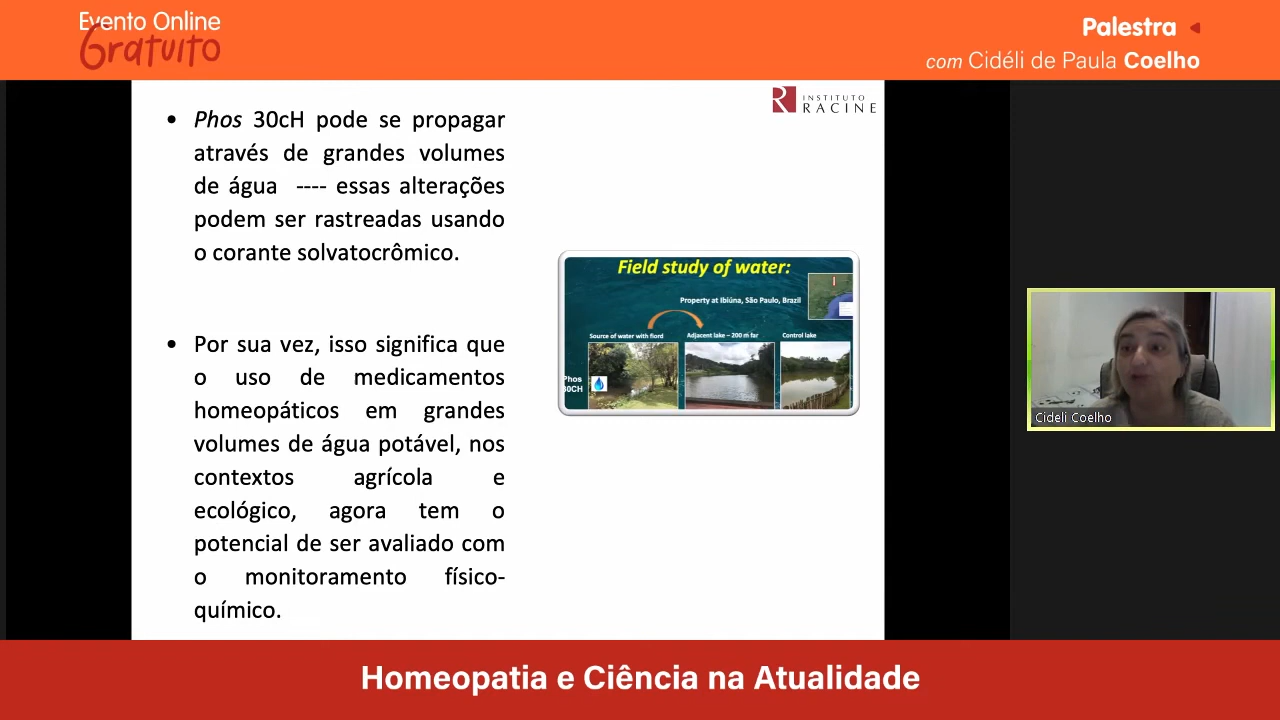 Evento Online
Gratuito
Palestra
com Cidéli de Paula Coelho
INSTITUTO
RACINE
• Phos 30cH pode se propagar
através de grandes volumes
de água ---- essas alterações
podem ser rastreadas usando
o corante solvatocrômico.
• Por sua vez, isso significa que
o uso de medicamentos
homeopáticos em grandes
volumes de água potável, nos
contextos agrícola e
ecológico, agora tem o
potencial de ser avaliado com
o monitoramento físico-
químico.
Field study of water:
Property at Ibiúna, São Paulo, Brazil
Source of water with fiord
Adjacent lake – 200 m far
Control lake
Phos
30CH
Cideli Coelho
Homeopatia e Ciência na Atualidade